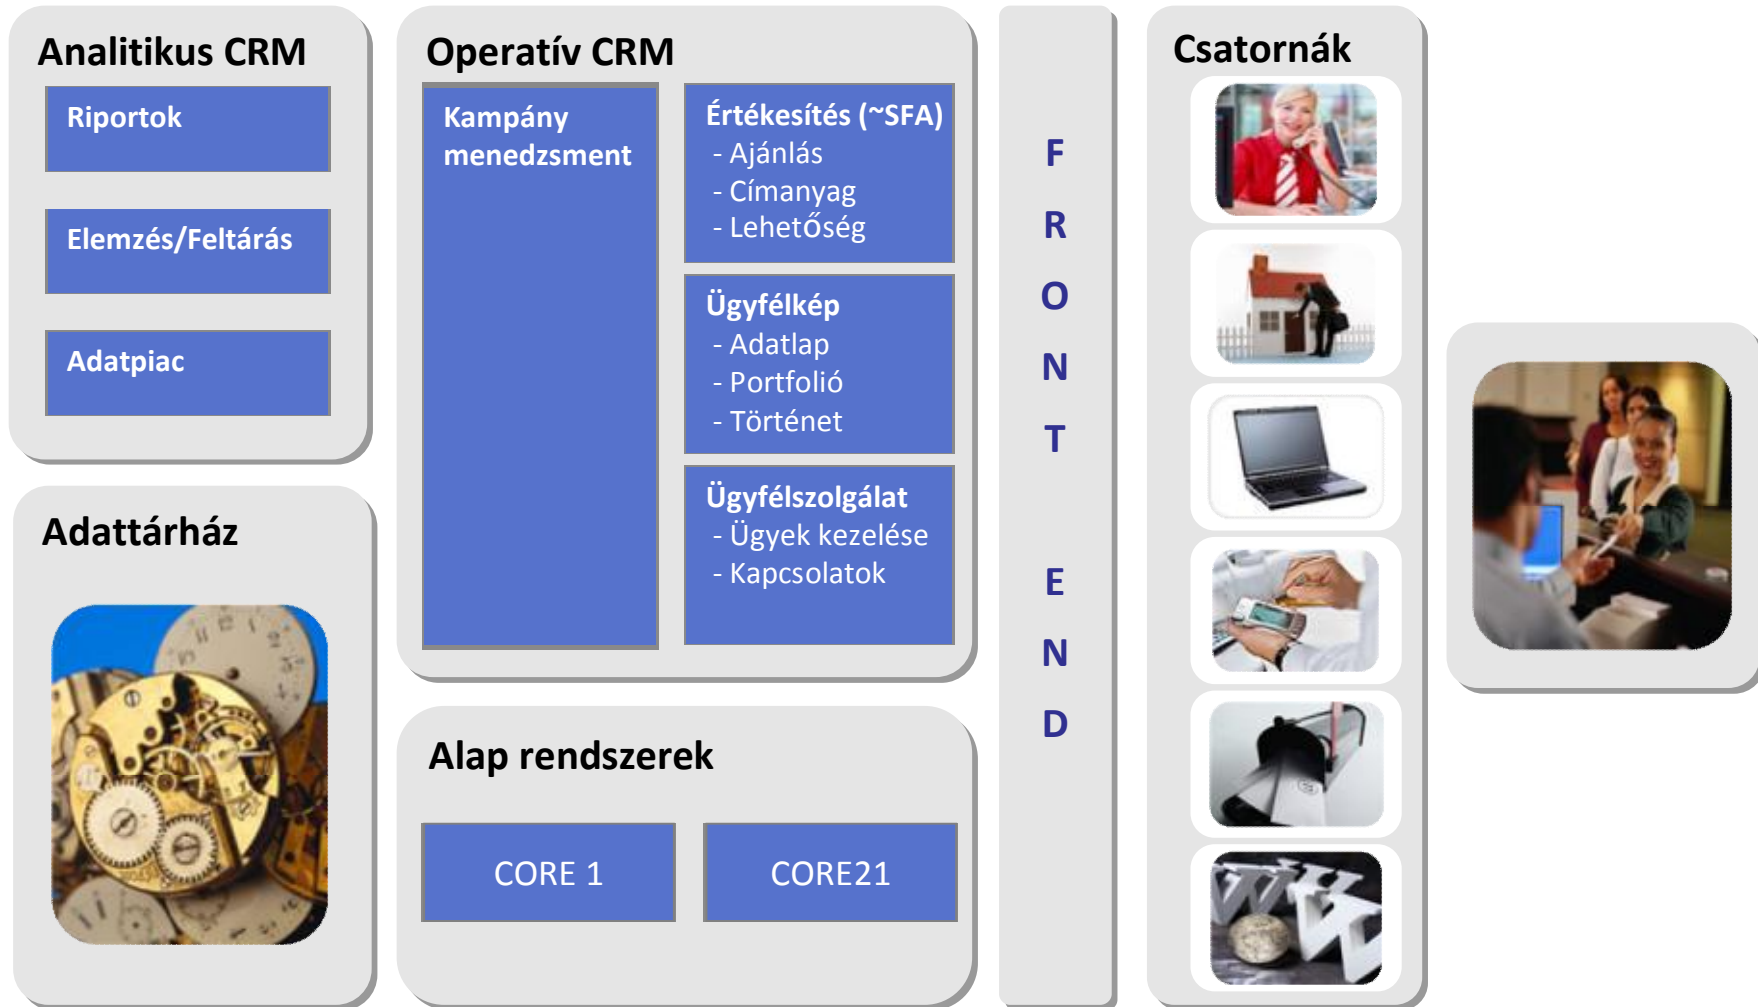 Analitikus CRM
Riportok
Elemzés/Feltárás
Adatpiac
Adattárház
Operatív CRM
Kampány
menedzsment
Értékesítés (~SFA)
- Ajánlás
- Címanyag
- Lehetőség
Ügyfélkép
- Adatlap
- Portfolió
- Történet
Ügyfélszolgálat
- Ügyek kezelése
- Kapcsolatok
Alap rendszerek
CORE 1
CORE21
F
R
O
N
T
E
N
D
Csatornák